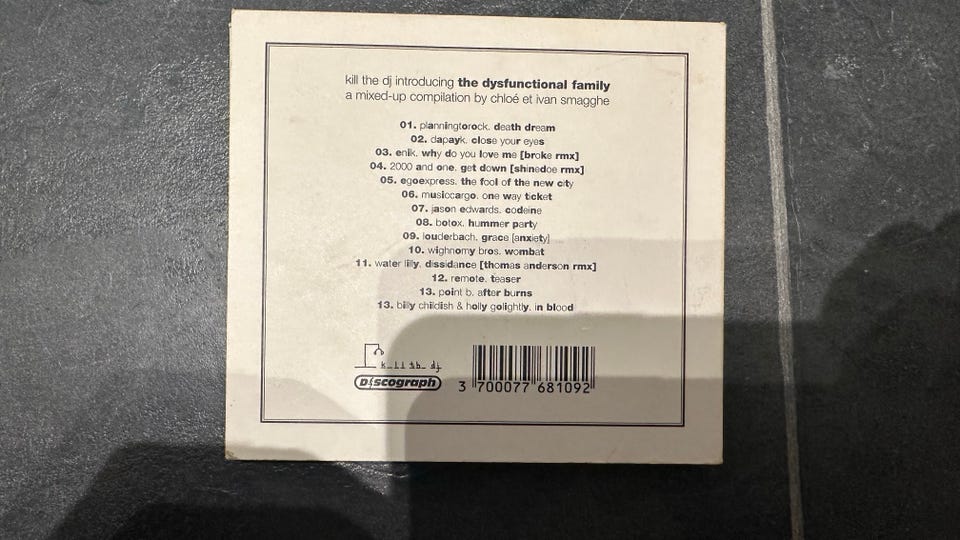 kill the dj introducing the dysfunctional family
a mixed-up compilation by chloé et ivan smagghe
01. planningtorock. death dream
02. dapayk. close your eyes
03. enik. why do you love me [broke rmx]
04. 2000 and one. get down [shinedoe rmx]
05. egoexpress. the fool of the new city
06. musiccargo. one way ticket
07. jason edwards. codeine
08. botox. hummer party
09. louderbach. grace [anxiety]
10. wighnomy bros. wombat
11. water lilly. dissidance [thomas anderson rmx]
12. remote. teaser
13. point b. after burns
13. billy childish & holly golightly. in blood
k_ll th_ dj
Discograph
3 700077 681092